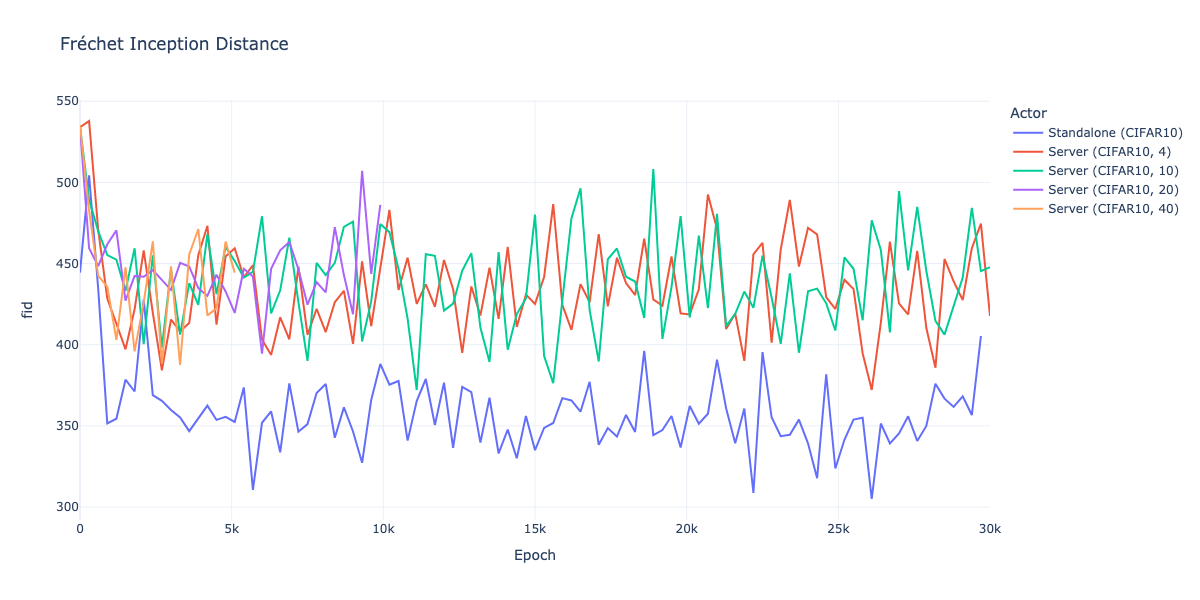 Fréchet Inception Distance
550
500
450
400
350
300
fid
0
5k
10k
15k
20k
25k
30k
Epoch
Actor
Standalone (CIFAR10)
Server (CIFAR10, 4)
Server (CIFAR10, 10)
Server (CIFAR10, 20)
Server (CIFAR10, 40)